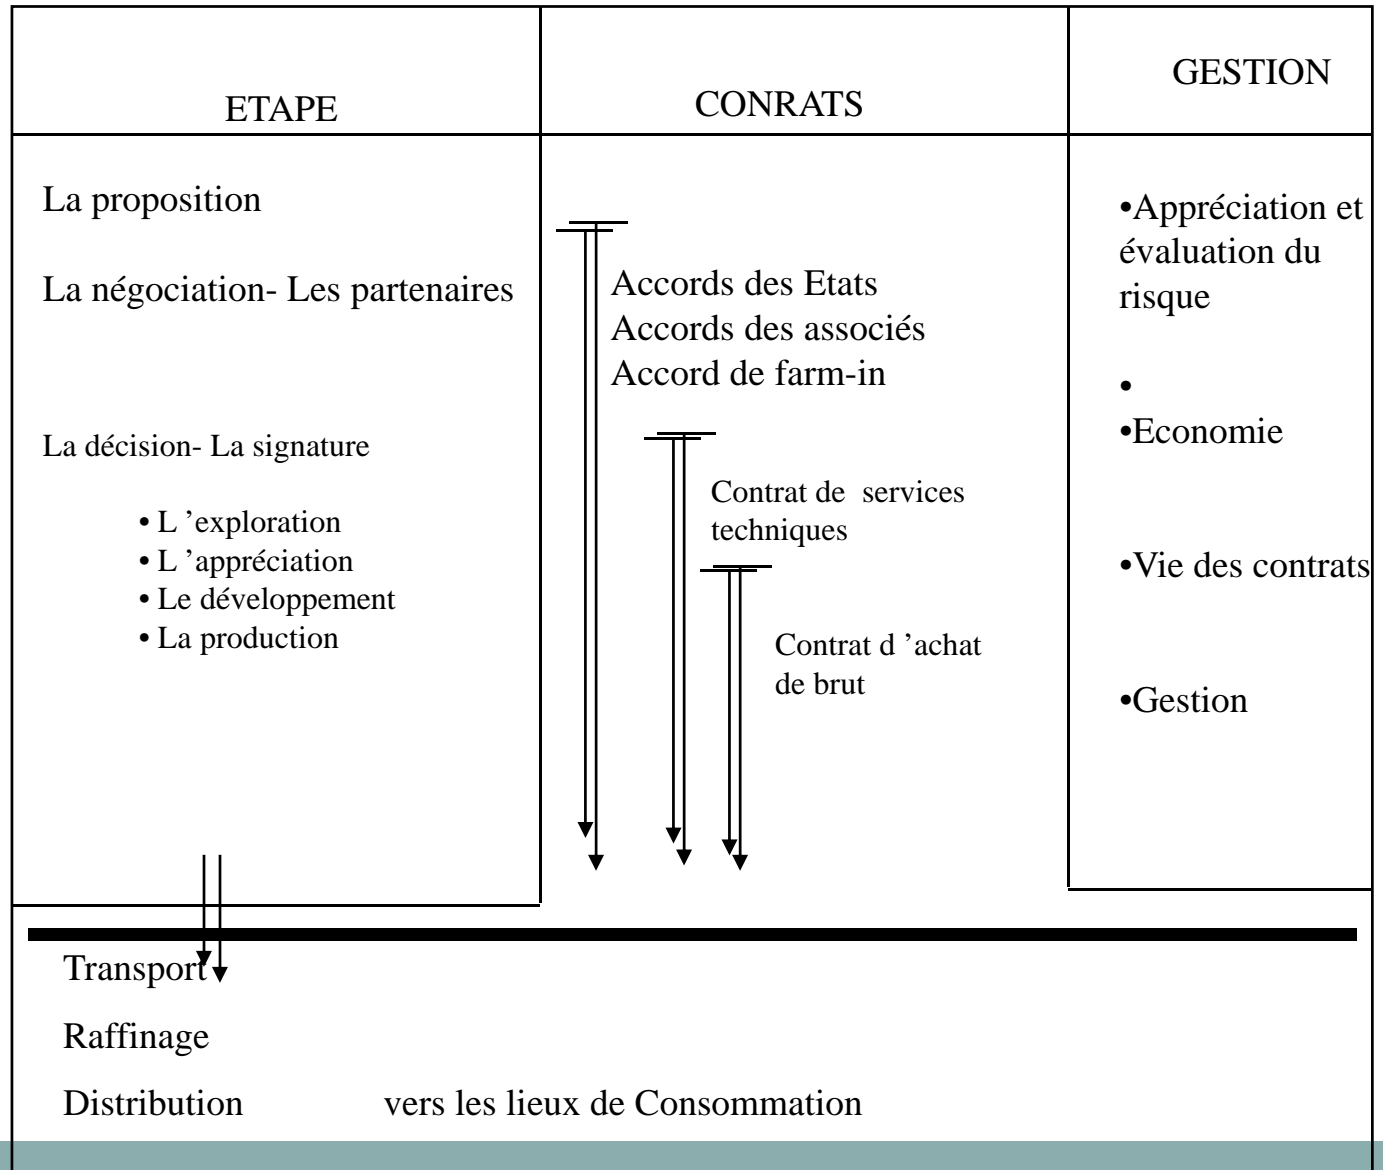 ETAPE
CONRATS
GESTION
La proposition
La négociation- Les partenaires
La décision- La signature
• L ’exploration
• L ’appréciation
• Le développement
• La production
Accords des Etats
Accords des associés
Accord de farm-in
Contrat de  services
techniques
Contrat d ’achat
de brut
•Appréciation et
évaluation du
risque
•
•Economie
•Vie des contrats
•Gestion
Transport
Raffinage
Distribution vers les lieux de Consommation